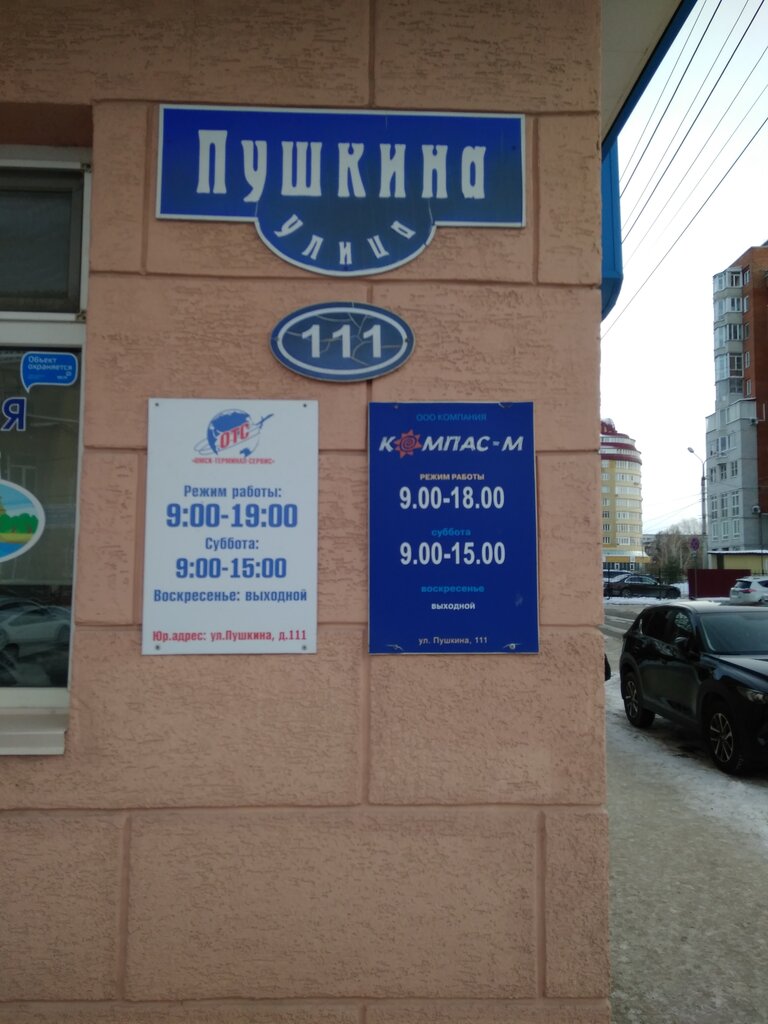 Пушкина
улица
111
Объект
охраняется
Я
ОТС
"ОМСК-ТЕРМИНАЛ-СЕРВИС"
Режим работы:
9:00-19:00
Суббота:
9:00-15:00
Воскресенье: выходной
Юр.адрес: ул.Пушкина, д.111
ООО КОМПАНИЯ
КОМПАС-М
РЕЖИМ РАБОТЫ
9.00-18.00
суббота
9.00-15.00
воскресенье
выходной
ул. Пушкина, 111